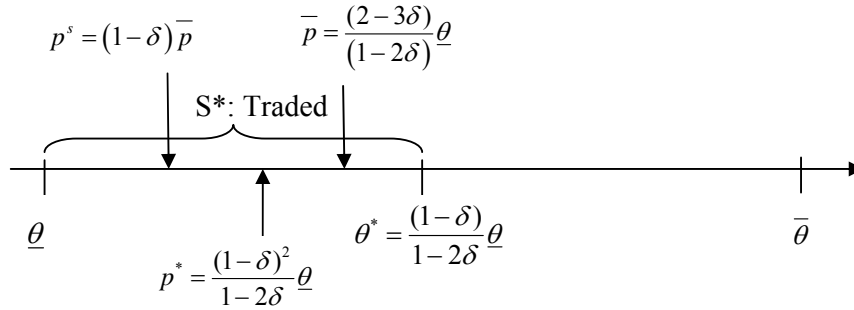 p^s = (1−δ) p̅
p̅ = (2−3δ)/(1−2δ) θ̲
S*: Traded
θ̲
θ^* = (1−δ)/(1−2δ) θ̲
θ̅
p^* = (1−δ)^2/(1−2δ) θ̲